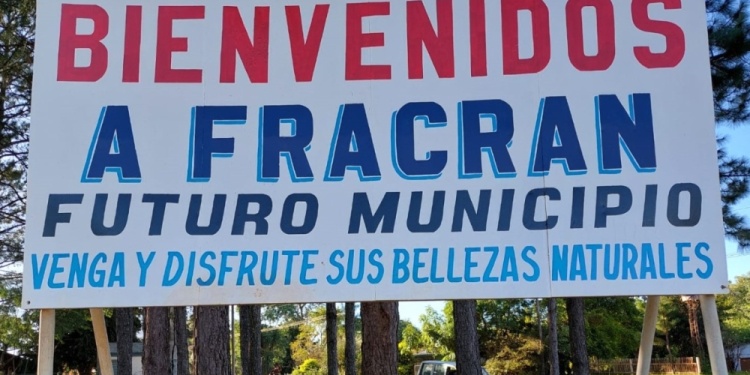 BIENVENIDOS
A FRACRAN
FUTURO MUNICIPIO
VENGA Y DISFRUTE SUS BELLEZAS NATURALES